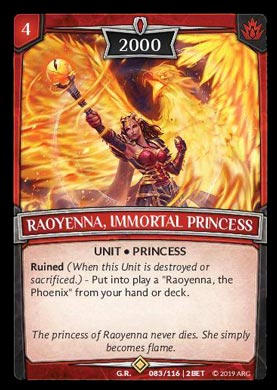 4
2000
RAOYENNA, IMMORTAL PRINCESS
UNIT • PRINCESS
Ruined (When this Unit is destroyed or
sacrificed.) - Put into play a "Raoyenna, the
Phoenix" from your hand or deck.
The princess of Raoyenna never dies. She simply
becomes flame.
G.R. 083/116 | 2BET © 2019 ARG